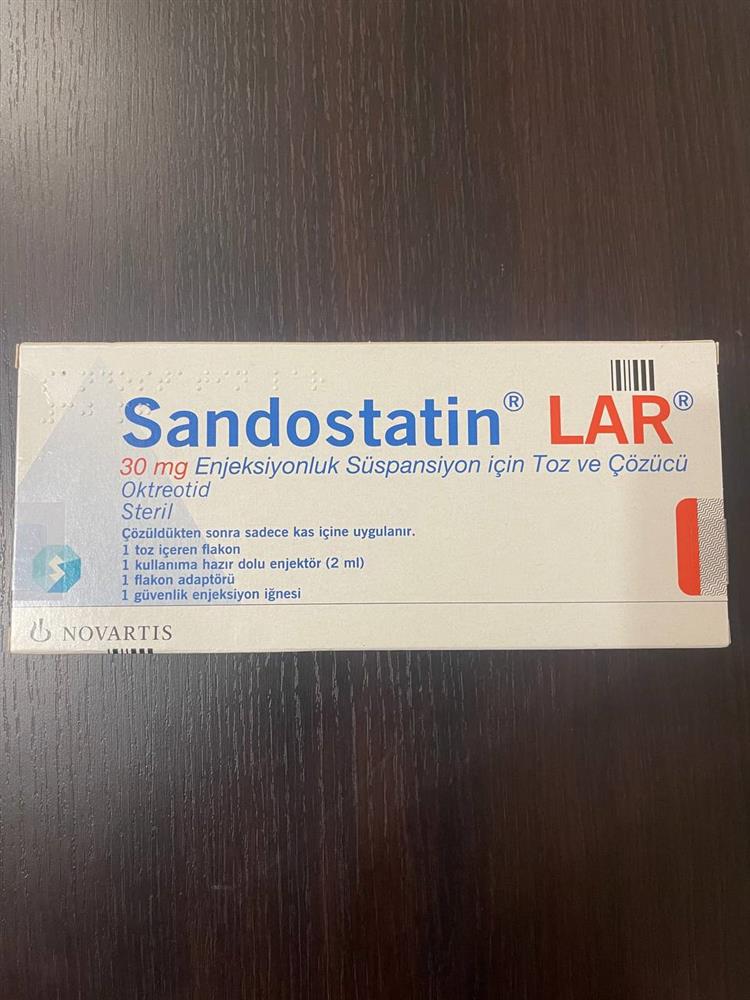 Sandostatin® LAR®
30 mg Enjeksiyonluk Süspansiyon için Toz ve Çözücü
Oktreotid
Steril
Çözüldükten sonra sadece kas içine uygulanır.
1 toz içeren flakon
1 kullanıma hazır dolu enjektör (2 ml)
1 flakon adaptörü
1 güvenlik enjeksiyon iğnesi
S
NOVARTIS